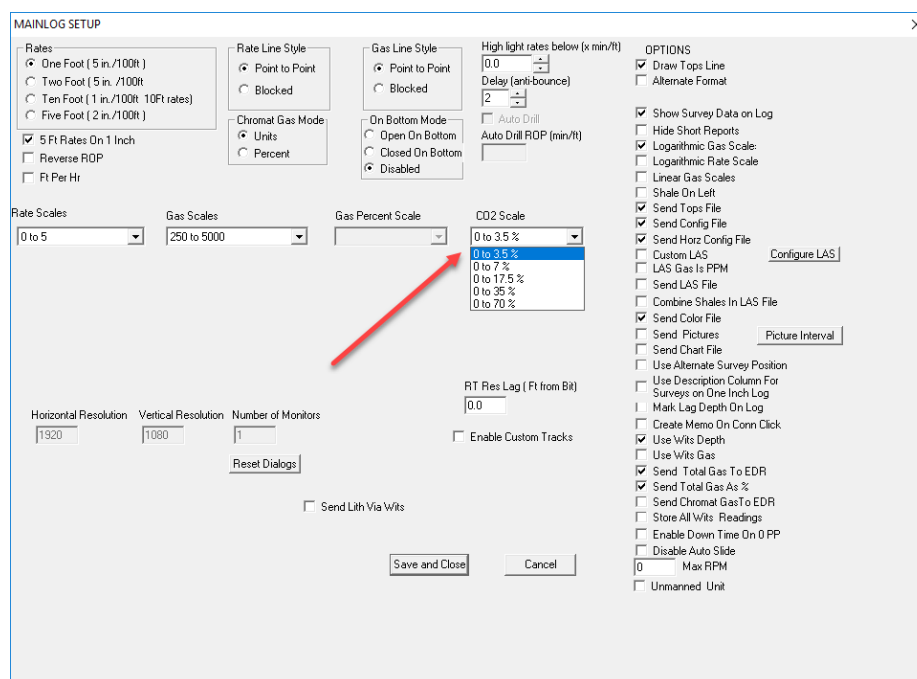 MAINLOG SETUP
Rates
One Foot ( 5 in./100ft )
Two Foot ( 5 in. /100ft
Ten Foot ( 1 in./100ft 10Ft rates)
Five Foot ( 2 in./100ft )
5 Ft Rates On 1 Inch
Reverse ROP
Ft Per Hr
Rate Line Style
Point to Point
Blocked
Chromat Gas Mode
Units
Percent
Gas Line Style
Point to Point
Blocked
On Bottom Mode
Open On Bottom
Closed On Bottom
Disabled
High light rates below (x min/ft)
0.0
Delay (anti-bounce)
2
Auto Drill
Auto Drill ROP (min/ft)
Rate Scales
0 to 5
Gas Scales
250 to 5000
Gas Percent Scale
CO2 Scale
0 to 3.5 %
0 to 3.5 %
0 to 7 %
0 to 17.5 %
0 to 35 %
0 to 70 %
RT Res Lag ( Ft from Bit)
0.0
Horizontal Resolution
1920
Vertical Resolution
1080
Number of Monitors
1
Enable Custom Tracks
Reset Dialogs
Send Lith Via Wits
Save and Close
Cancel
OPTIONS
Draw Tops Line
Alternate Format
Show Survey Data on Log
Hide Short Reports
Logarithmic Gas Scale:
Logarithmic Rate Scale
Linear Gas Scales
Shale On Left
Send Tops File
Send Config File
Send Horz Config File
Custom LAS
Configure LAS
LAS Gas Is PPM
Send LAS File
Combine Shales In LAS File
Send Color File
Send Pictures
Picture Interval
Send Chart File
Use Alternate Survey Position
Use Description Column For
Surveys on One Inch Log
Mark Lag Depth On Log
Create Memo On Conn Click
Use Wits Depth
Use Wits Gas
Send Total Gas To EDR
Send Total Gas As %
Send Chromat GasTo EDR
Store All Wits Readings
Enable Down Time On 0 PP
Disable Auto Slide
0 Max RPM
Unmanned Unit